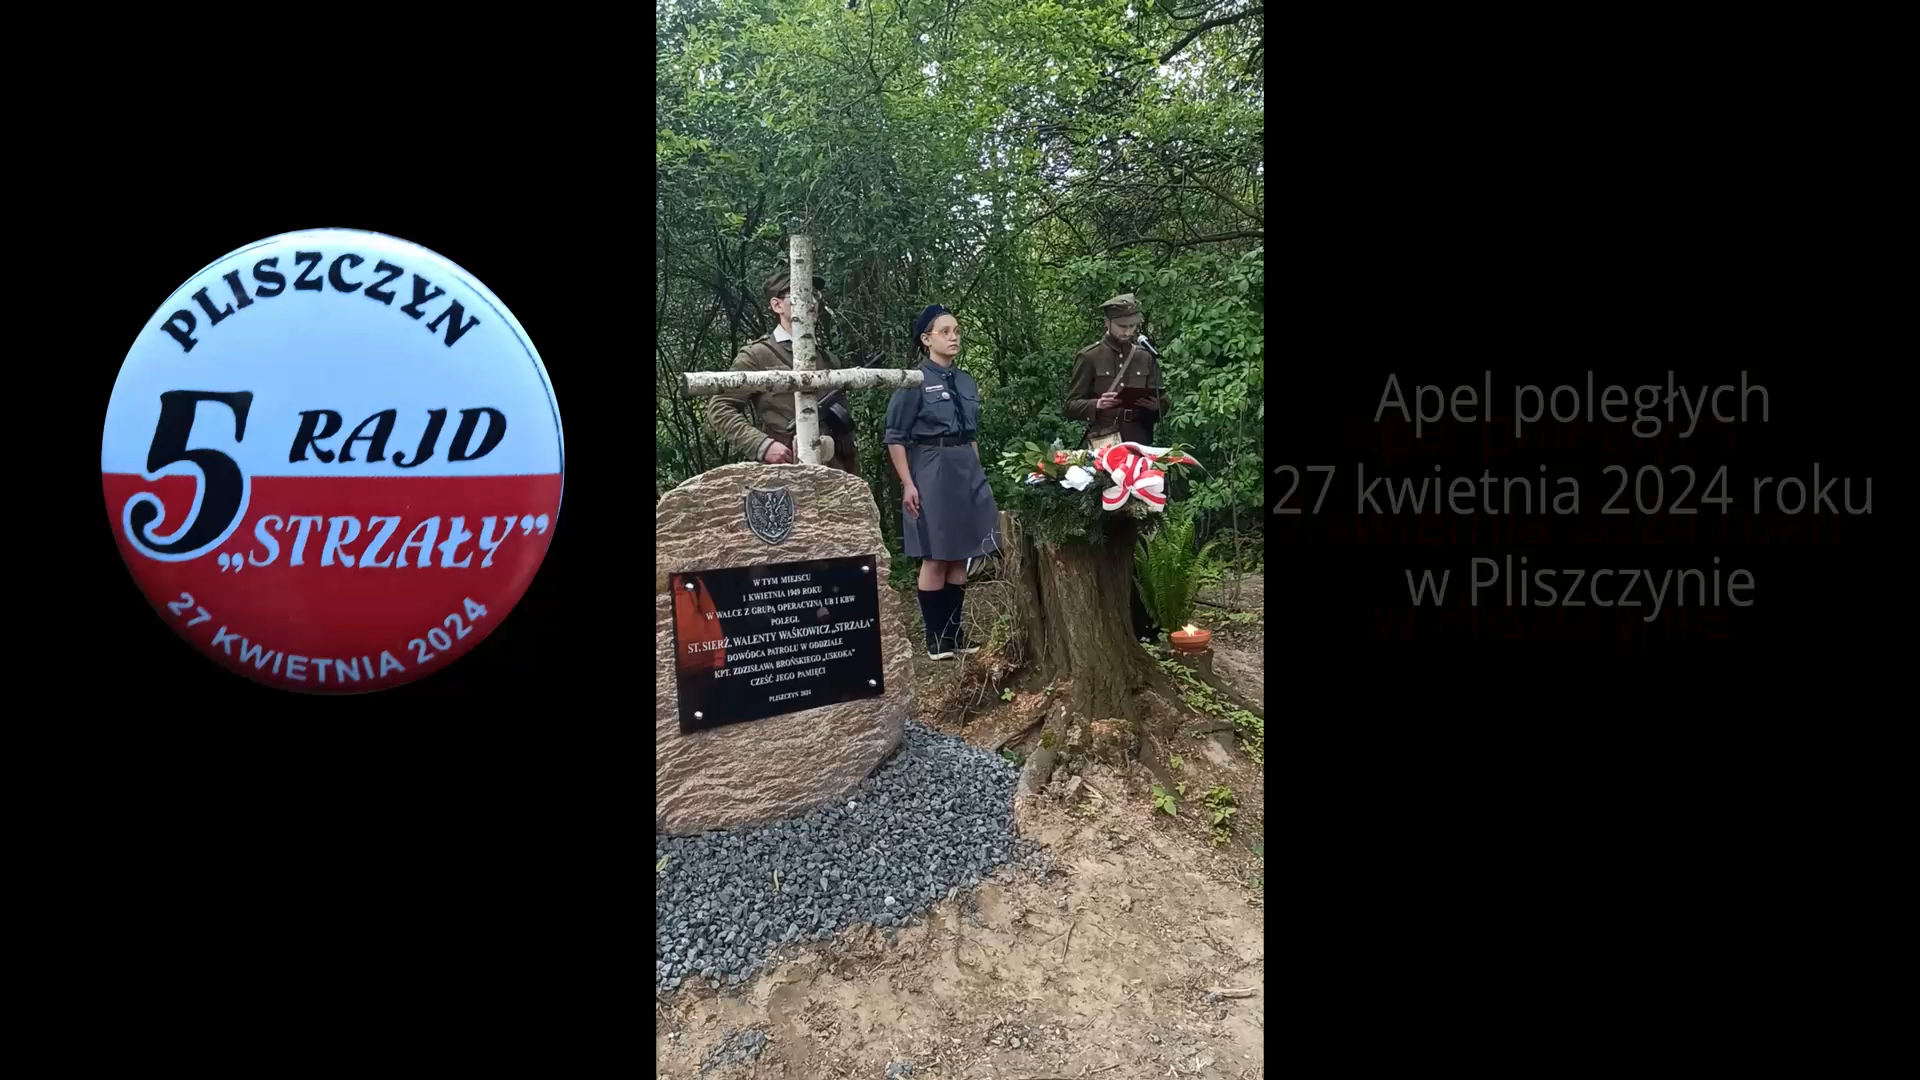 PLISZCZYN
5 RAJD
„STRZAŁY”
27 KWIETNIA 2024
W TYM MIEJSCU
1 KWIETNIA 1949 ROKU
W WALCE Z GRUPĄ OPERACYJNĄ UB I KBW
POLEGŁ
ST. SIERŻ. WALENTY WAŚKOWICZ „STRZAŁA”
DOWÓDCA PATROLU W ODDZIALE
KPT. ZDZISŁAWA BROŃSKIEGO „USKOKA”
CZEŚĆ JEGO PAMIĘCI
PLISZCZYN 2024
Apel poległych
27 kwietnia 2024 roku
w Pliszczynie